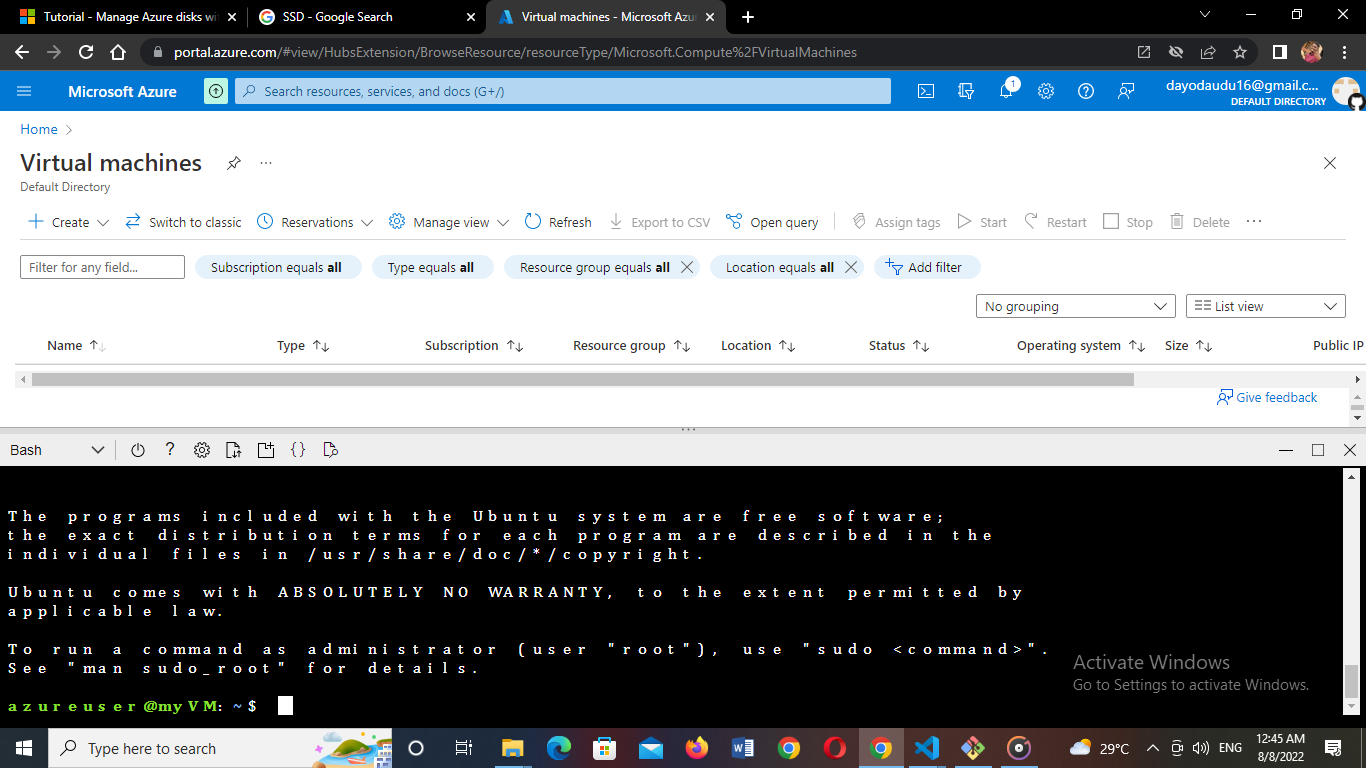 Tutorial - Manage Azure disks wi
SSD - Google Search
Virtual machines - Microsoft Azu
portal.azure.com/#view/HubsExtension/BrowseResource/resourceType/Microsoft.Compute%2FVirtualMachines
Microsoft Azure
Search resources, services, and docs (G+/)
1
dayodaudu16@gmail.c...
DEFAULT DIRECTORY
Home
Virtual machines
Default Directory
Create
Switch to classic
Reservations
Manage view
Refresh
Export to CSV
Open query
Assign tags
Start
Restart
Stop
Delete
Filter for any field...
Subscription equals all
Type equals all
Resource group equals all
Location equals all
Add filter
No grouping
List view
Name
Type
Subscription
Resource group
Location
Status
Operating system
Size
Public IP
Give feedback
Bash
The programs included with the Ubuntu system are free software;
the exact distribution terms for each program are described in the
individual files in /usr/share/doc/*/copyright.
Ubuntu comes with ABSOLUTELY NO WARRANTY, to the extent permitted by
applicable law.
To run a command as administrator (user "root"), use "sudo <command>".
See "man sudo_root" for details.
azureuser@myVM:~$
Activate Windows
Go to Settings to activate Windows.
Type here to search
29°C
ENG
12:45 AM
8/8/2022